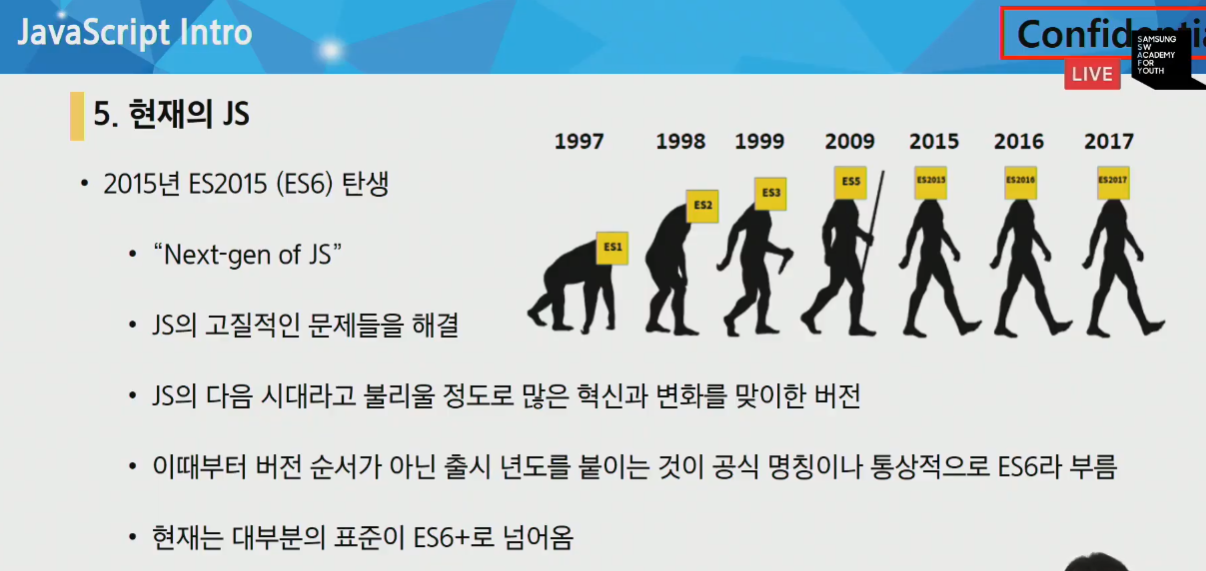 JavaScript Intro
SAMSUNG
SW
ACADEMY
FOR
YOUTH
LIVE
5. 현재의 JS
1997 1998 1999 2009 2015 2016 2017
ES1 ES2 ES3 ES5 ES2015 ES2016 ES2017
• 2015년 ES2015 (ES6) 탄생
• “Next-gen of JS”
• JS의 고질적인 문제들을 해결
• JS의 다음 시대라고 불리울 정도로 많은 혁신과 변화를 맞이한 버전
• 이때부터 버전 순서가 아닌 출시 년도를 붙이는 것이 공식 명칭이나 통상적으로 ES6라 부름
• 현재는 대부분의 표준이 ES6+로 넘어옴